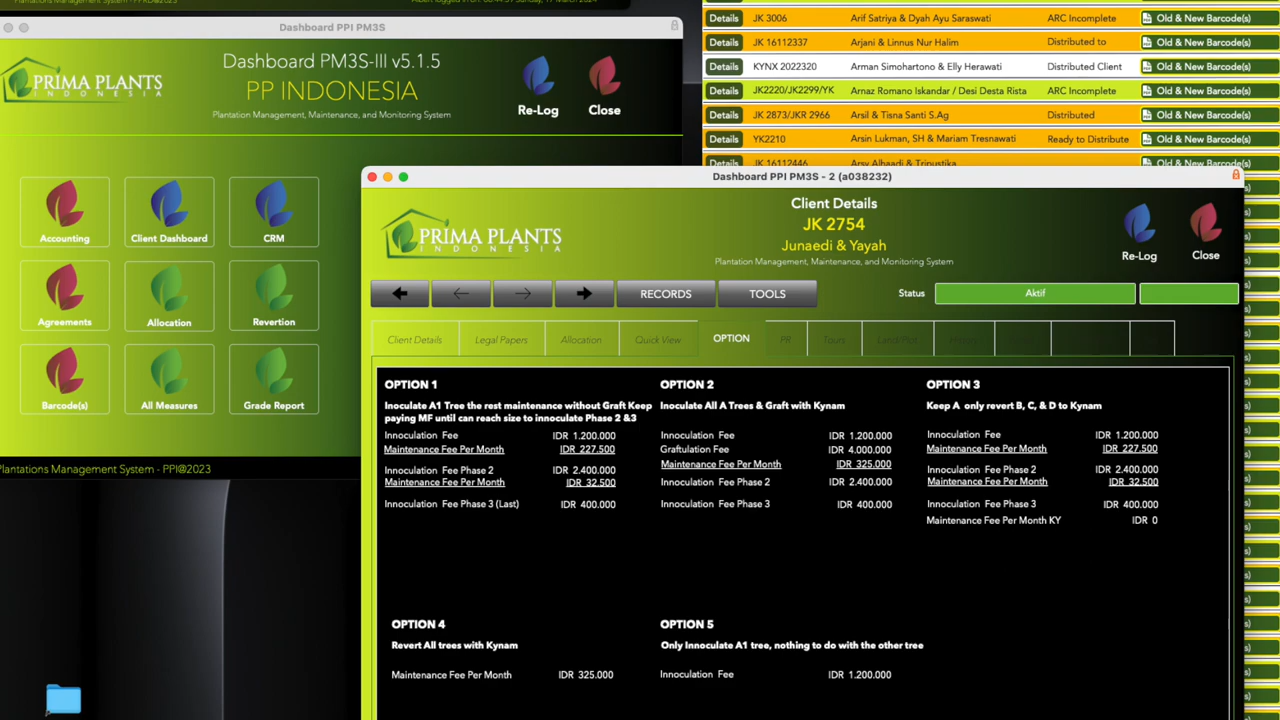 Plantations Management System - PPRD@2023
Dashboard PPI PM3S
PRIMA PLANTS
INDONESIA
Dashboard PM3S-III v5.1.5
PP INDONESIA
Plantation Management, Maintenance, and Monitoring System
Re-Log
Close
Accounting
Client Dashboard
CRM
Agreements
Allocation
Revertion
Barcode(s)
All Measures
Grade Report
Plantations Management System - PPI@2023
Details JK 3006 Arif Satriya & Dyah Ayu Saraswati ARC Incomplete Old & New Barcode(s)
Details JK 16112337 Arjani & Linnus Nur Halim Distributed to Old & New Barcode(s)
Details KYNX 2022320 Arman Simohartono & Elly Herawati Distributed Client Old & New Barcode(s)
Details JK2220/JK2299/YK Arnaz Romano Iskandar / Desi Desta Rista ARC Incomplete Old & New Barcode(s)
Details JK 2873/JKR 2966 Arsil & Tisna Santi S.Ag Distributed Old & New Barcode(s)
Details YK2210 Arsin Lukman, SH & Mariam Tresnawati Ready to Distribute Old & New Barcode(s)
Details JK 16112446 Arsy Alhaadi & Tripustika Old & New Barcode(s)
Dashboard PPI PM3S - 2 (a038232)
PRIMA PLANTS
INDONESIA
Client Details
JK 2754
Junaedi & Yayah
Plantation Management, Maintenance, and Monitoring System
Re-Log
Close
RECORDS
TOOLS
Status
Aktif
Client Details
Legal Papers
Allocation
Quick View
OPTION
PR
Tours
OPTION 1
Inoculate A1 Tree the rest maintenance without Graft Keep
paying MF until can reach size to innoculate Phase 2 &3
Innoculation Fee IDR 1.200.000
Maintenance Fee Per Month IDR 227.500
Innoculation Fee Phase 2 IDR 2.400.000
Maintenance Fee Per Month IDR 32.500
Innoculation Fee Phase 3 (Last) IDR 400.000
OPTION 2
Inoculate All A Trees & Graft with Kynam
Innoculation Fee IDR 1.200.000
Graftulation Fee IDR 4.000.000
Maintenance Fee Per Month IDR 325.000
Innoculation Fee Phase 2 IDR 2.400.000
Innoculation Fee Phase 3 IDR 400.000
OPTION 3
Keep A only revert B, C, & D to Kynam
Innoculation Fee IDR 1.200.000
Maintenance Fee Per Month IDR 227.500
Innoculation Fee Phase 2 IDR 2.400.000
Maintenance Fee Per Month IDR 32.500
Innoculation Fee Phase 3 IDR 400.000
Maintenance Fee Per Month KY IDR 0
OPTION 4
Revert All trees with Kynam
Maintenance Fee Per Month IDR 325.000
OPTION 5
Only Innoculate A1 tree, nothing to do with the other tree
Innoculation Fee IDR 1.200.000